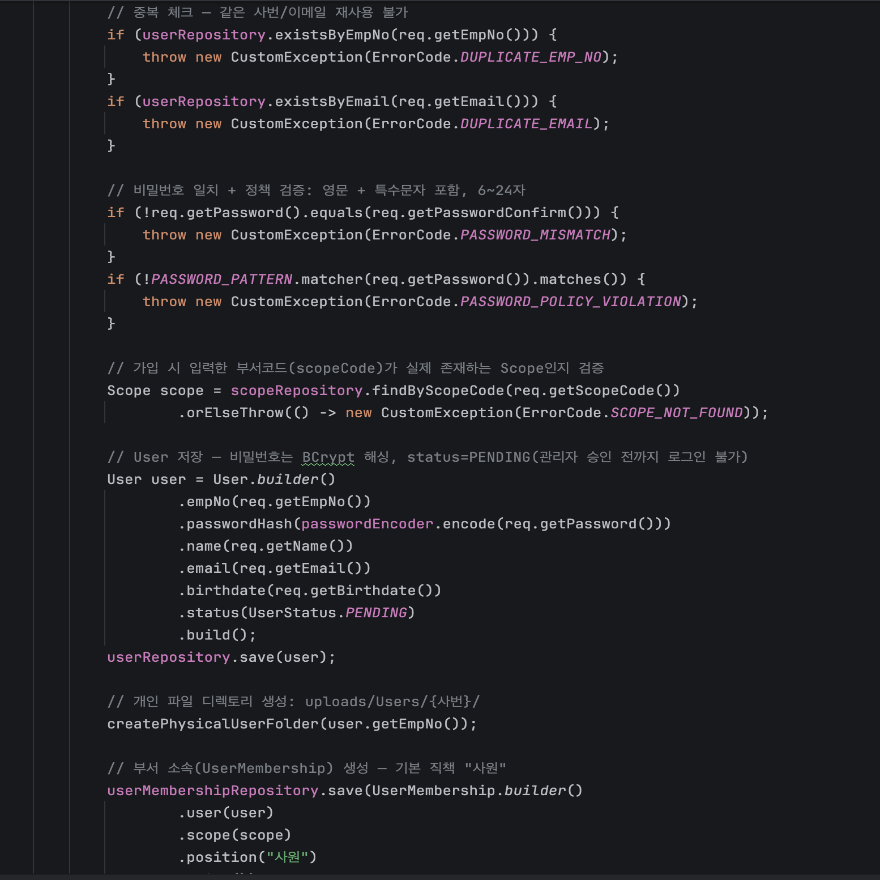 // 중복 체크 — 같은 사번/이메일 재사용 불가
if (userRepository.existsByEmpNo(req.getEmpNo())) {
    throw new CustomException(ErrorCode.DUPLICATE_EMP_NO);
}
if (userRepository.existsByEmail(req.getEmail())) {
    throw new CustomException(ErrorCode.DUPLICATE_EMAIL);
}

// 비밀번호 일치 + 정책 검증: 영문 + 특수문자 포함, 6~24자
if (!req.getPassword().equals(req.getPasswordConfirm())) {
    throw new CustomException(ErrorCode.PASSWORD_MISMATCH);
}
if (!PASSWORD_PATTERN.matcher(req.getPassword()).matches()) {
    throw new CustomException(ErrorCode.PASSWORD_POLICY_VIOLATION);
}

// 가입 시 입력한 부서코드(scopeCode)가 실제 존재하는 Scope인지 검증
Scope scope = scopeRepository.findByScopeCode(req.getScopeCode())
        .orElseThrow(() -> new CustomException(ErrorCode.SCOPE_NOT_FOUND));

// User 저장 — 비밀번호는 BCrypt 해싱, status=PENDING(관리자 승인 전까지 로그인 불가)
User user = User.builder()
        .empNo(req.getEmpNo())
        .passwordHash(passwordEncoder.encode(req.getPassword()))
        .name(req.getName())
        .email(req.getEmail())
        .birthdate(req.getBirthdate())
        .status(UserStatus.PENDING)
        .build();
userRepository.save(user);

// 개인 파일 디렉토리 생성: uploads/Users/{사번}/
createPhysicalUserFolder(user.getEmpNo());

// 부서 소속(UserMembership) 생성 — 기본 직책 "사원"
userMembershipRepository.save(UserMembership.builder()
        .user(user)
        .scope(scope)
        .position("사원")